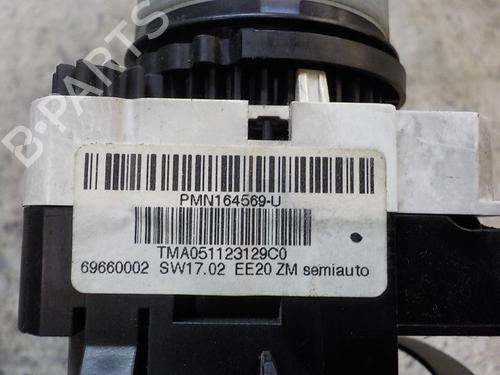 PMN164569-U
TMA051123129C0
69660002 SW17.02 EE20 ZM semiauto
B-PARTS